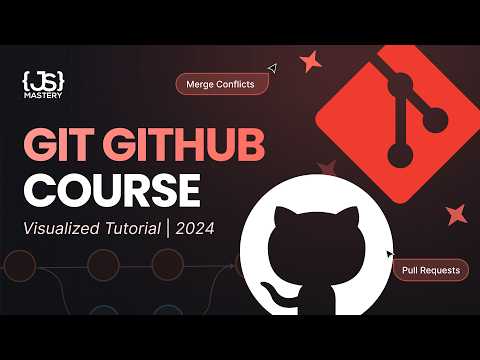 {JS}
MASTERY
Merge Conflicts
GIT GITHUB
COURSE
Visualized Tutorial | 2024
Pull Requests